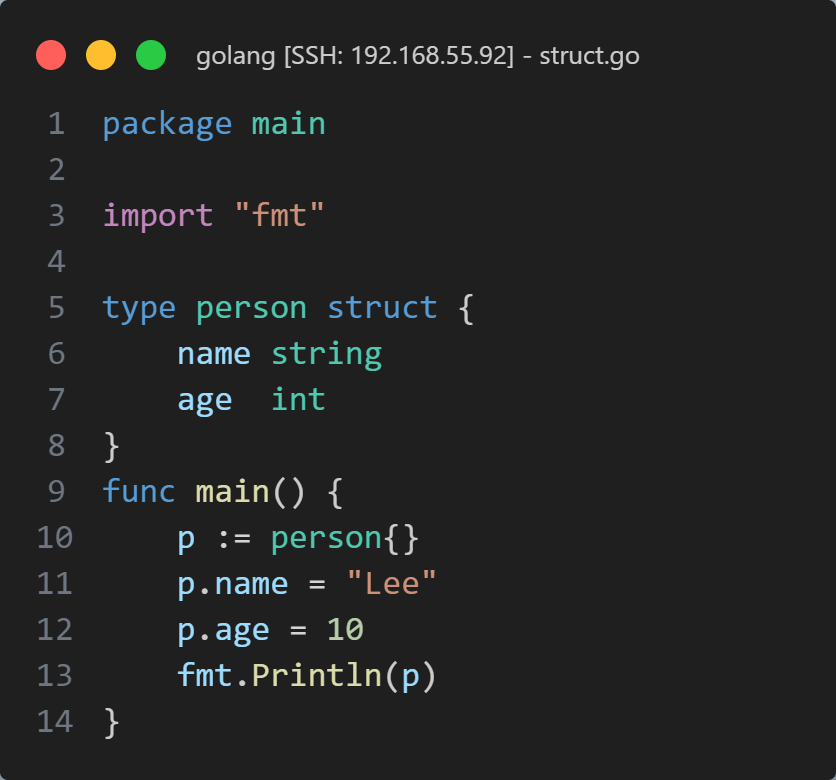 golang [SSH: 192.168.55.92] - struct.go
1 package main
2
3 import "fmt"
4
5 type person struct {
6     name string
7     age  int
8 }
9 func main() {
10     p := person{}
11     p.name = "Lee"
12     p.age = 10
13     fmt.Println(p)
14 }